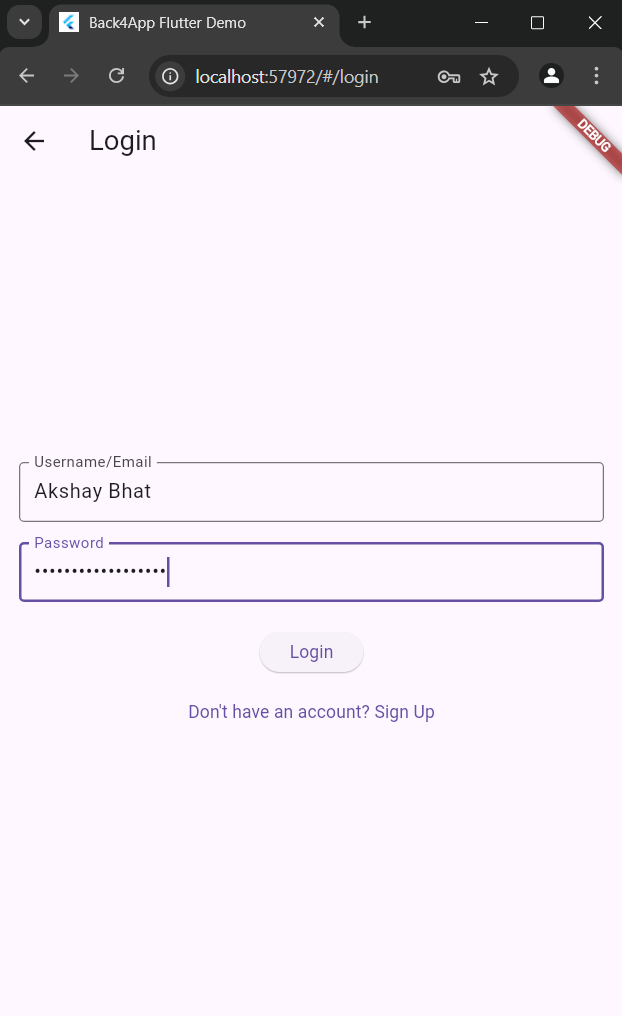 Back4App Flutter Demo
localhost:57972/#/login
Login
DEBUG
Username/Email
Akshay Bhat
Password
••••••••••••••••••
Login
Don't have an account? Sign Up